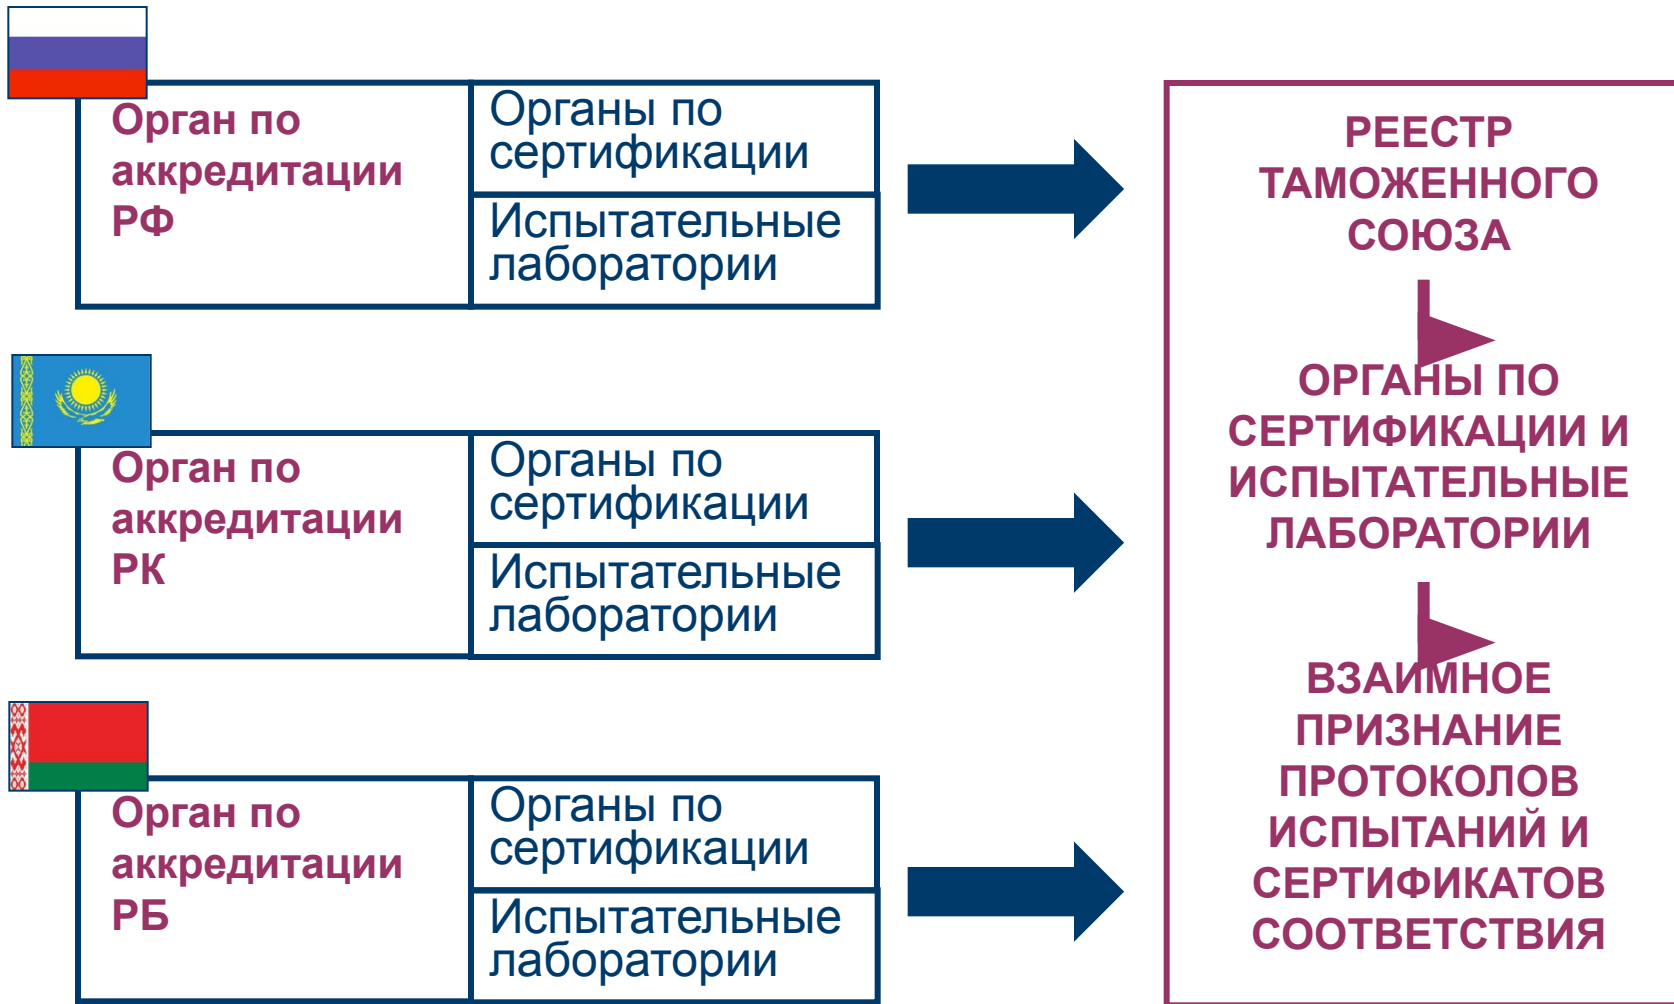 Орган по
аккредитации
РФ
Органы по
сертификации
Испытательные
лаборатории
Орган по
аккредитации
РК
Органы по
сертификации
Испытательные
лаборатории
Орган по
аккредитации
РБ
Органы по
сертификации
Испытательные
лаборатории
РЕЕСТР
ТАМОЖЕННОГО
СОЮЗА
ОРГАНЫ ПО
СЕРТИФИКАЦИИ И
ИСПЫТАТЕЛЬНЫЕ
ЛАБОРАТОРИИ
ВЗАИМНОЕ
ПРИЗНАНИЕ
ПРОТОКОЛОВ
ИСПЫТАНИЙ И
СЕРТИФИКАТОВ
СООТВЕТСТВИЯ